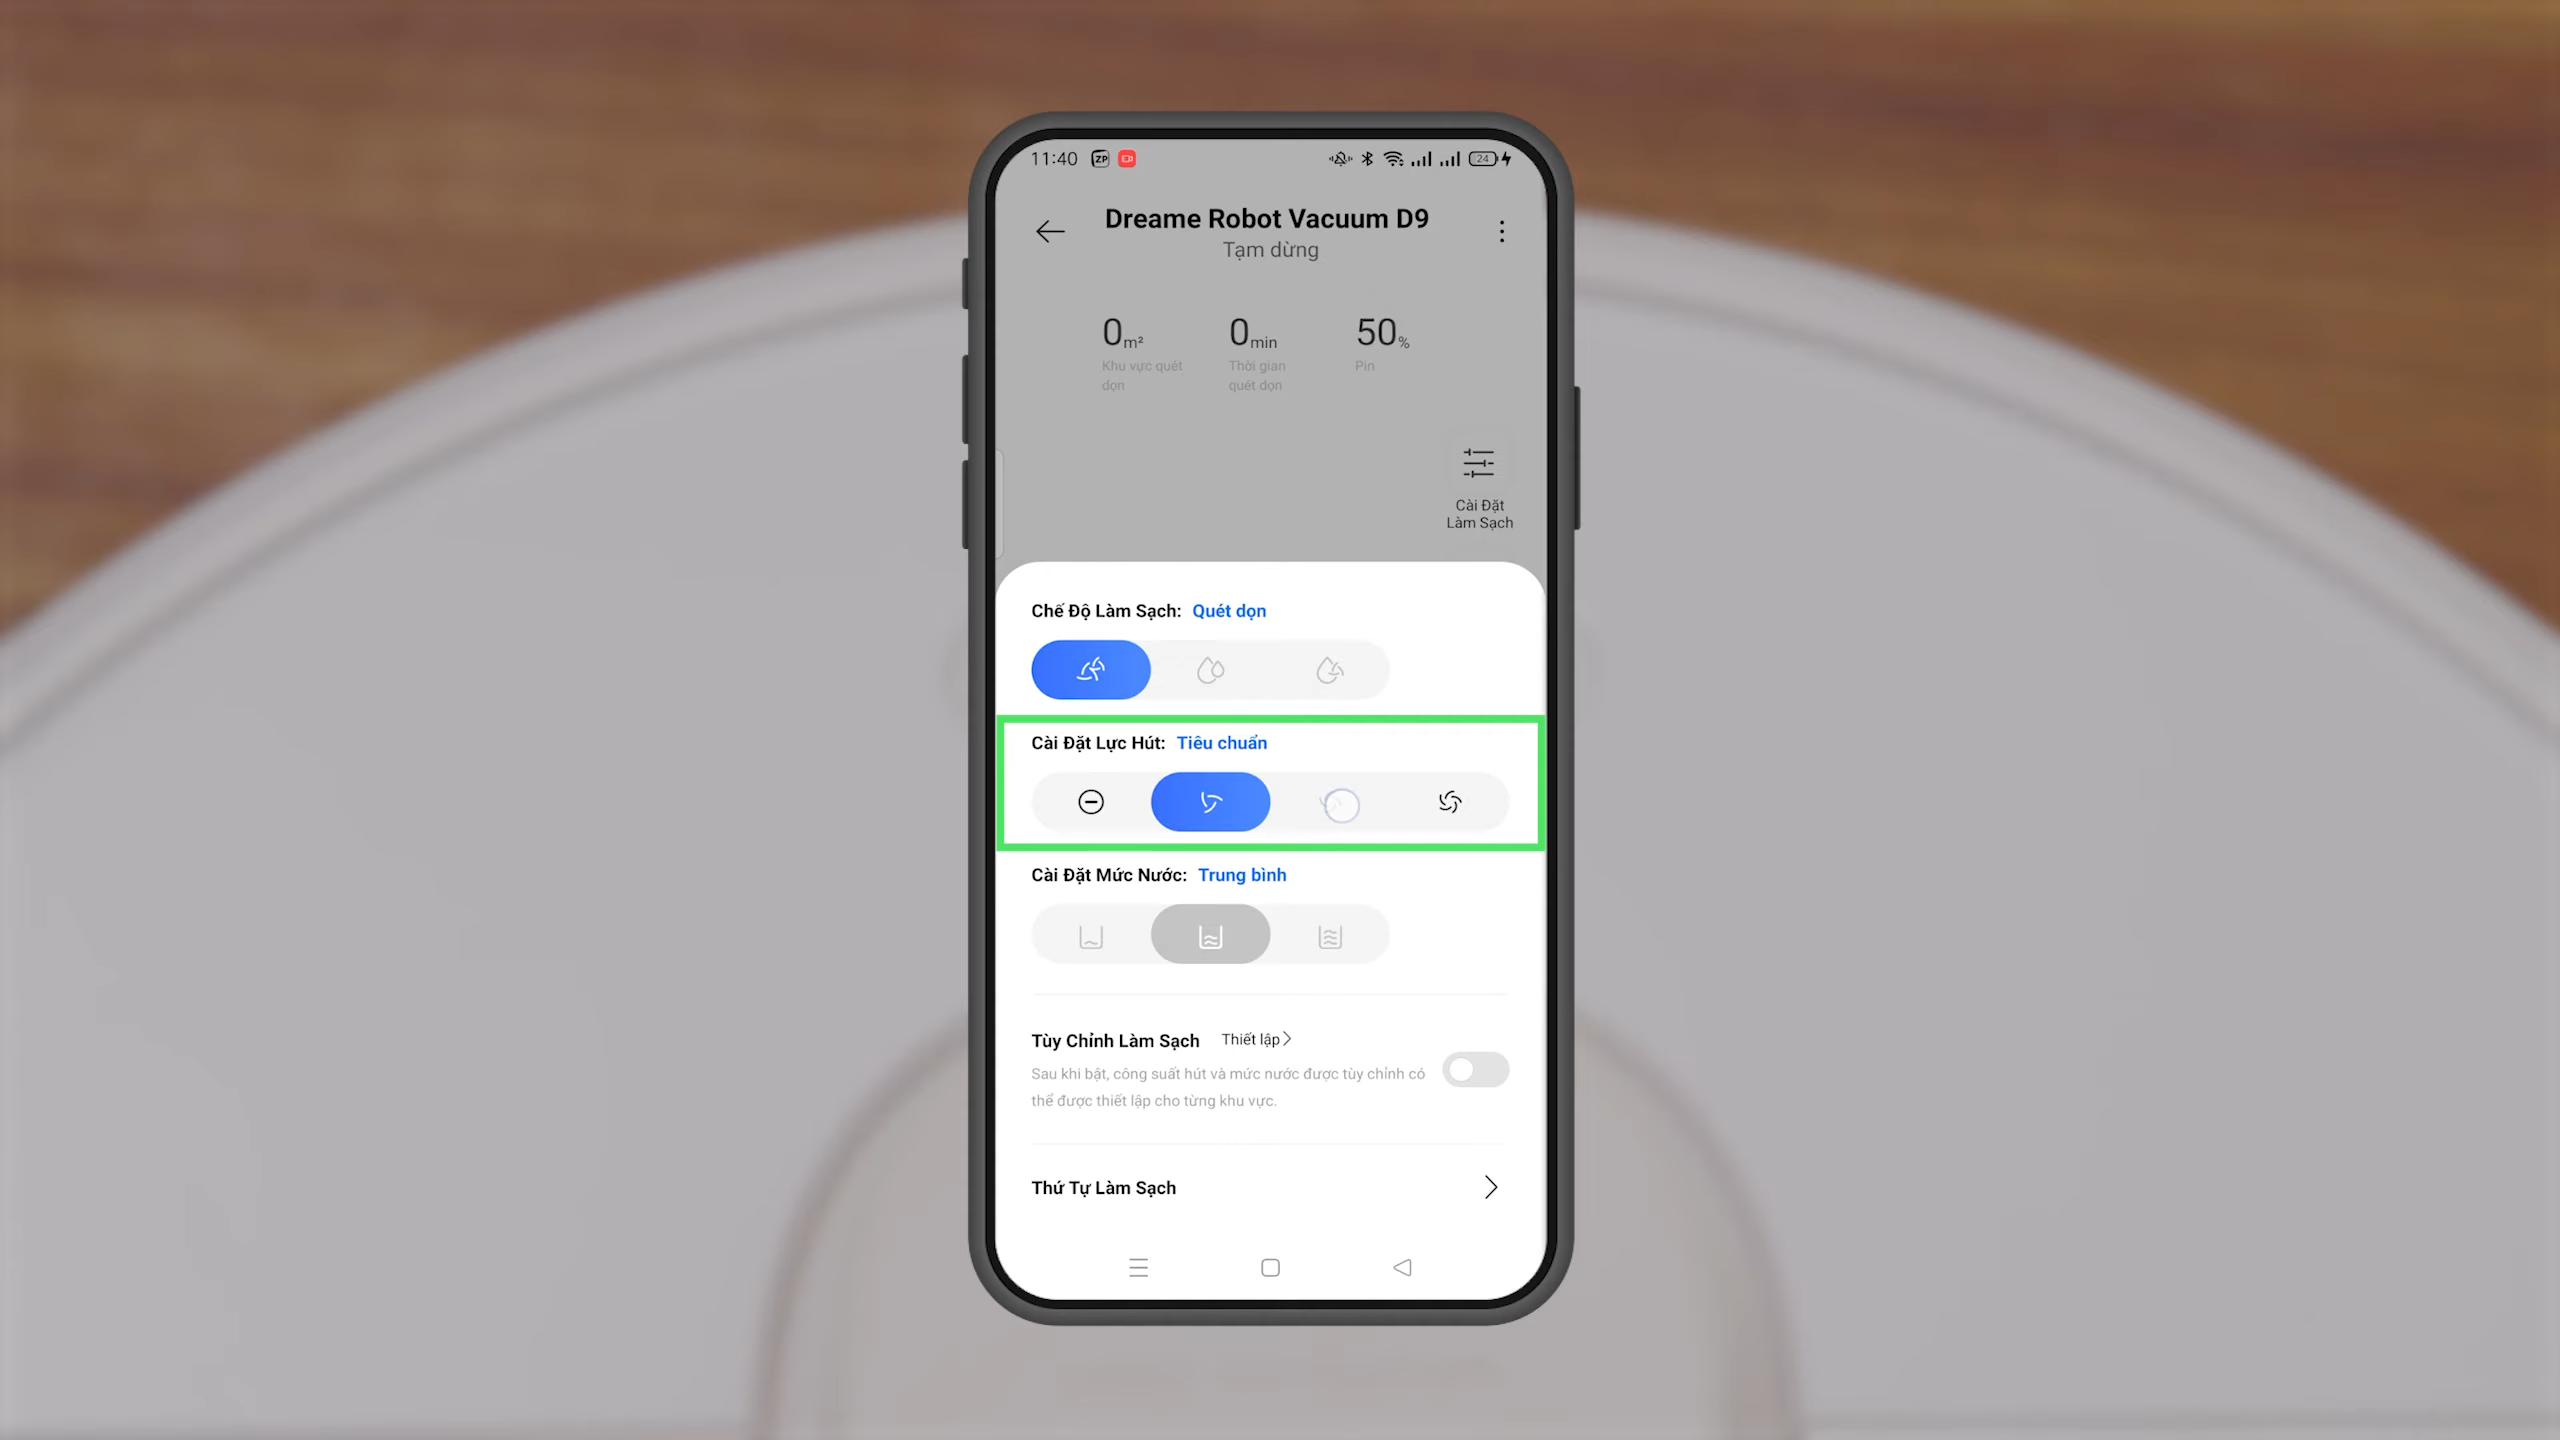 11:40 ZP 24
Dreame Robot Vacuum D9
Tạm dừng
0m² 0min 50%
Khu vực quét dọn
Thời gian quét dọn
Pin
Cài Đặt
Làm Sạch
Chế Độ Làm Sạch: Quét dọn
Cài Đặt Lực Hút: Tiêu chuẩn
Cài Đặt Mức Nước: Trung bình
Tùy Chỉnh Làm Sạch Thiết lập
Sau khi bật, công suất hút và mức nước được tùy chỉnh có
thể được thiết lập cho từng khu vực.
Thứ Tự Làm Sạch